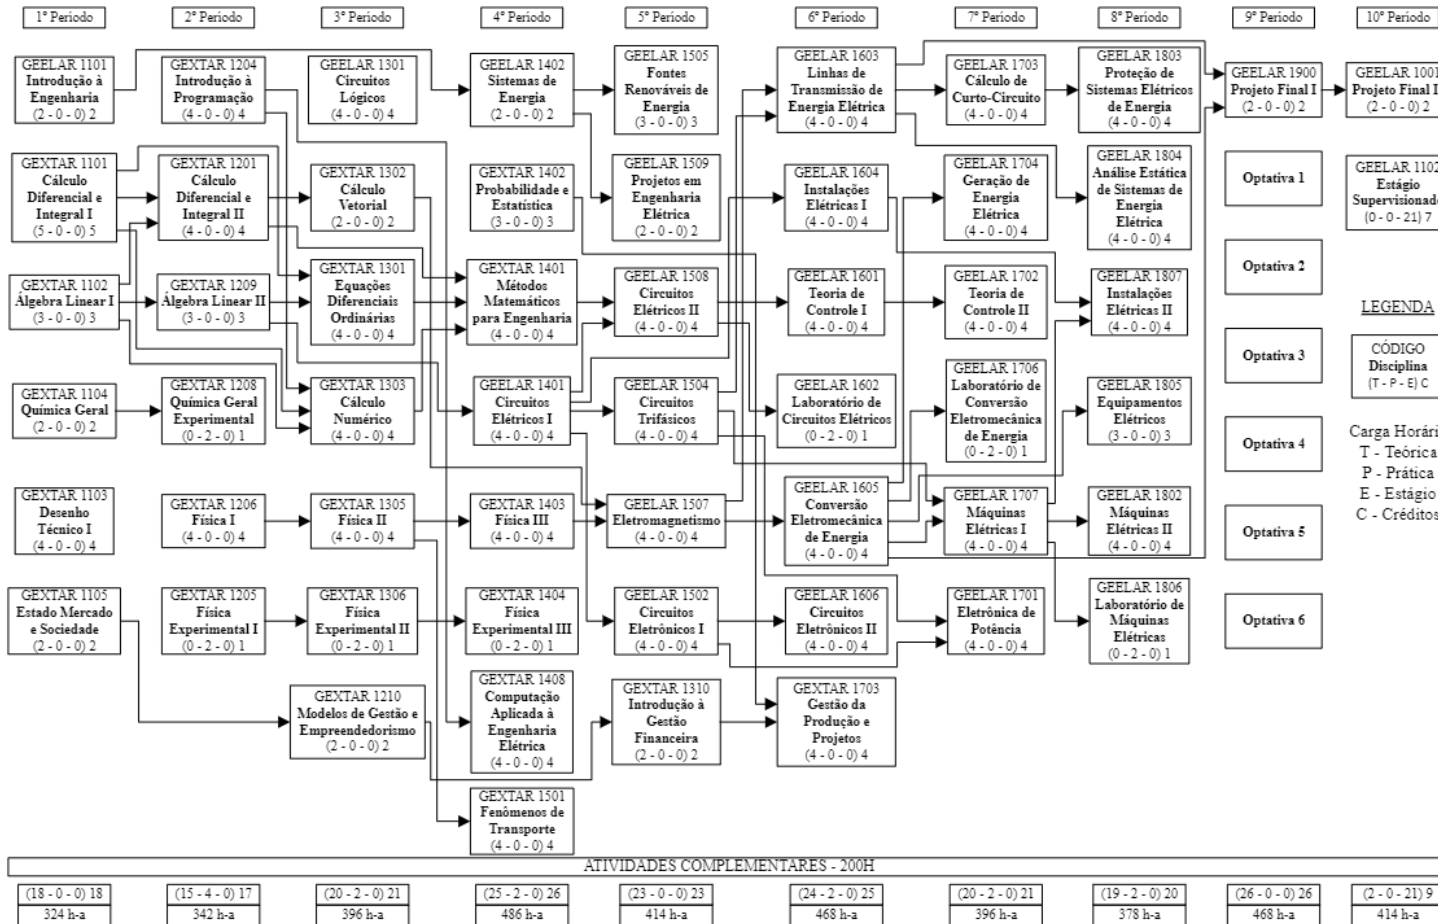 1º Período
2º Período
3º Período
4º Período
5º Período
6º Período
7º Período
8º Período
9º Período
10º Período
GEELAR 1101
Introdução à
Engenharia
(2 - 0 - 0) 2
GEXTAR 1101
Cálculo
Diferencial e
Integral I
(5 - 0 - 0) 5
GEXTAR 1102
Álgebra Linear I
(3 - 0 - 0) 3
GEXTAR 1104
Química Geral
(2 - 0 - 0) 2
GEXTAR 1103
Desenho
Técnico I
(4 - 0 - 0) 4
GEXTAR 1105
Estado Mercado
e Sociedade
(2 - 0 - 0) 2
GEXTAR 1204
Introdução à
Programação
(4 - 0 - 0) 4
GEXTAR 1201
Cálculo
Diferencial e
Integral II
(4 - 0 - 0) 4
GEXTAR 1209
Álgebra Linear II
(3 - 0 - 0) 3
GEXTAR 1208
Química Geral
Experimental
(0 - 2 - 0) 1
GEXTAR 1206
Física I
(4 - 0 - 0) 4
GEXTAR 1205
Física
Experimental I
(0 - 2 - 0) 1
GEELAR 1301
Circuitos
Lógicos
(4 - 0 - 0) 4
GEXTAR 1302
Cálculo
Vetorial
(2 - 0 - 0) 2
GEXTAR 1301
Equações
Diferenciais
Ordinárias
(4 - 0 - 0) 4
GEXTAR 1303
Cálculo
Numérico
(4 - 0 - 0) 4
GEXTAR 1305
Física II
(4 - 0 - 0) 4
GEXTAR 1306
Física
Experimental II
(0 - 2 - 0) 1
GEXTAR 1210
Modelos de Gestão e
Empreendedorismo
(2 - 0 - 0) 2
GEELAR 1402
Sistemas de
Energia
(2 - 0 - 0) 2
GEXTAR 1402
Probabilidade e
Estatística
(3 - 0 - 0) 3
GEXTAR 1401
Métodos
Matemáticos
para Engenharia
(4 - 0 - 0) 4
GEELAR 1401
Circuitos
Elétricos I
(4 - 0 - 0) 4
GEXTAR 1403
Física III
(4 - 0 - 0) 4
GEXTAR 1404
Física
Experimental III
(0 - 2 - 0) 1
GEXTAR 1408
Computação
Aplicada à
Engenharia
Elétrica
(4 - 0 - 0) 4
GEXTAR 1501
Fenômenos de
Transporte
(4 - 0 - 0) 4
GEELAR 1505
Fontes
Renováveis de
Energia
(3 - 0 - 0) 3
GEELAR 1509
Projetos em
Engenharia
Elétrica
(2 - 0 - 0) 2
GEELAR 1508
Circuitos
Elétricos II
(4 - 0 - 0) 4
GEELAR 1504
Circuitos
Trifásicos
(4 - 0 - 0) 4
GEELAR 1507
Eletromagnetismo
(4 - 0 - 0) 4
GEELAR 1502
Circuitos
Eletrônicos I
(4 - 0 - 0) 4
GEXTAR 1310
Introdução à
Gestão
Financeira
(2 - 0 - 0) 2
GEELAR 1603
Linhas de
Transmissão de
Energia Elétrica
(4 - 0 - 0) 4
GEELAR 1604
Instalações
Elétricas I
(4 - 0 - 0) 4
GEELAR 1601
Teoria de
Controle I
(4 - 0 - 0) 4
GEELAR 1602
Laboratório de
Circuitos Elétricos
(0 - 2 - 0) 1
GEELAR 1605
Conversão
Eletromecânica
de Energia
(4 - 0 - 0) 4
GEELAR 1606
Circuitos
Eletrônicos II
(4 - 0 - 0) 4
GEXTAR 1703
Gestão da
Produção e
Projetos
(4 - 0 - 0) 4
GEELAR 1703
Cálculo de
Curto-Circuito
(4 - 0 - 0) 4
GEELAR 1704
Geração de
Energia
Elétrica
(4 - 0 - 0) 4
GEELAR 1702
Teoria de
Controle II
(4 - 0 - 0) 4
GEELAR 1706
Laboratório de
Conversão
Eletromecânica
de Energia
(0 - 2 - 0) 1
GEELAR 1707
Máquinas
Elétricas I
(4 - 0 - 0) 4
GEELAR 1701
Eletrônica de
Potência
(4 - 0 - 0) 4
GEELAR 1803
Proteção de
Sistemas Elétricos
de Energia
(4 - 0 - 0) 4
GEELAR 1804
Análise Estática
de Sistemas de
Energia
Elétrica
(4 - 0 - 0) 4
GEELAR 1807
Instalações
Elétricas II
(4 - 0 - 0) 4
GEELAR 1805
Equipamentos
Elétricos
(3 - 0 - 0) 3
GEELAR 1802
Máquinas
Elétricas II
(4 - 0 - 0) 4
GEELAR 1806
Laboratório de
Máquinas
Elétricas
(0 - 2 - 0) 1
GEELAR 1900
Projeto Final I
(2 - 0 - 0) 2
Optativa 1
Optativa 2
Optativa 3
Optativa 4
Optativa 5
Optativa 6
GEELAR 1001
Projeto Final I
(2 - 0 - 0) 2
GEELAR 1102
Estágio
Supervisionad
(0 - 0 - 21) 7
LEGENDA
CÓDIGO
Disciplina
(T - P - E) C
Carga Horári
T - Teórica
P - Prática
E - Estágio
C - Créditos
ATIVIDADES COMPLEMENTARES - 200H
(18 - 0 - 0) 18
(15 - 4 - 0) 17
(20 - 2 - 0) 21
(25 - 2 - 0) 26
(23 - 0 - 0) 23
(24 - 2 - 0) 25
(20 - 2 - 0) 21
(19 - 2 - 0) 20
(26 - 0 - 0) 26
(2 - 0 - 21) 9
324 h-a
342 h-a
396 h-a
486 h-a
414 h-a
468 h-a
396 h-a
378 h-a
468 h-a
414 h-a